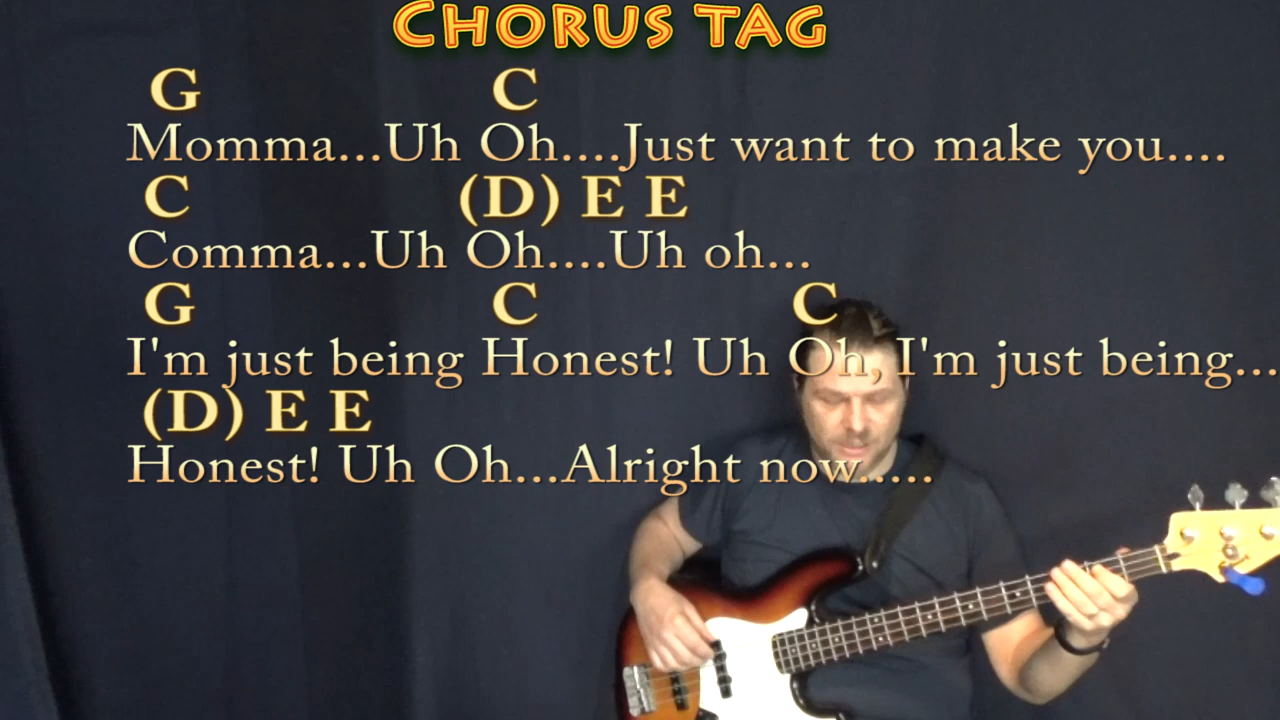 CHORUS TAG
G C
Momma...Uh Oh....Just want to make you....
C (D) E E
Comma...Uh Oh....Uh oh...
G C C
I'm just being Honest! Uh Oh, I'm just being...
(D) E E
Honest! Uh Oh...Alright now.....